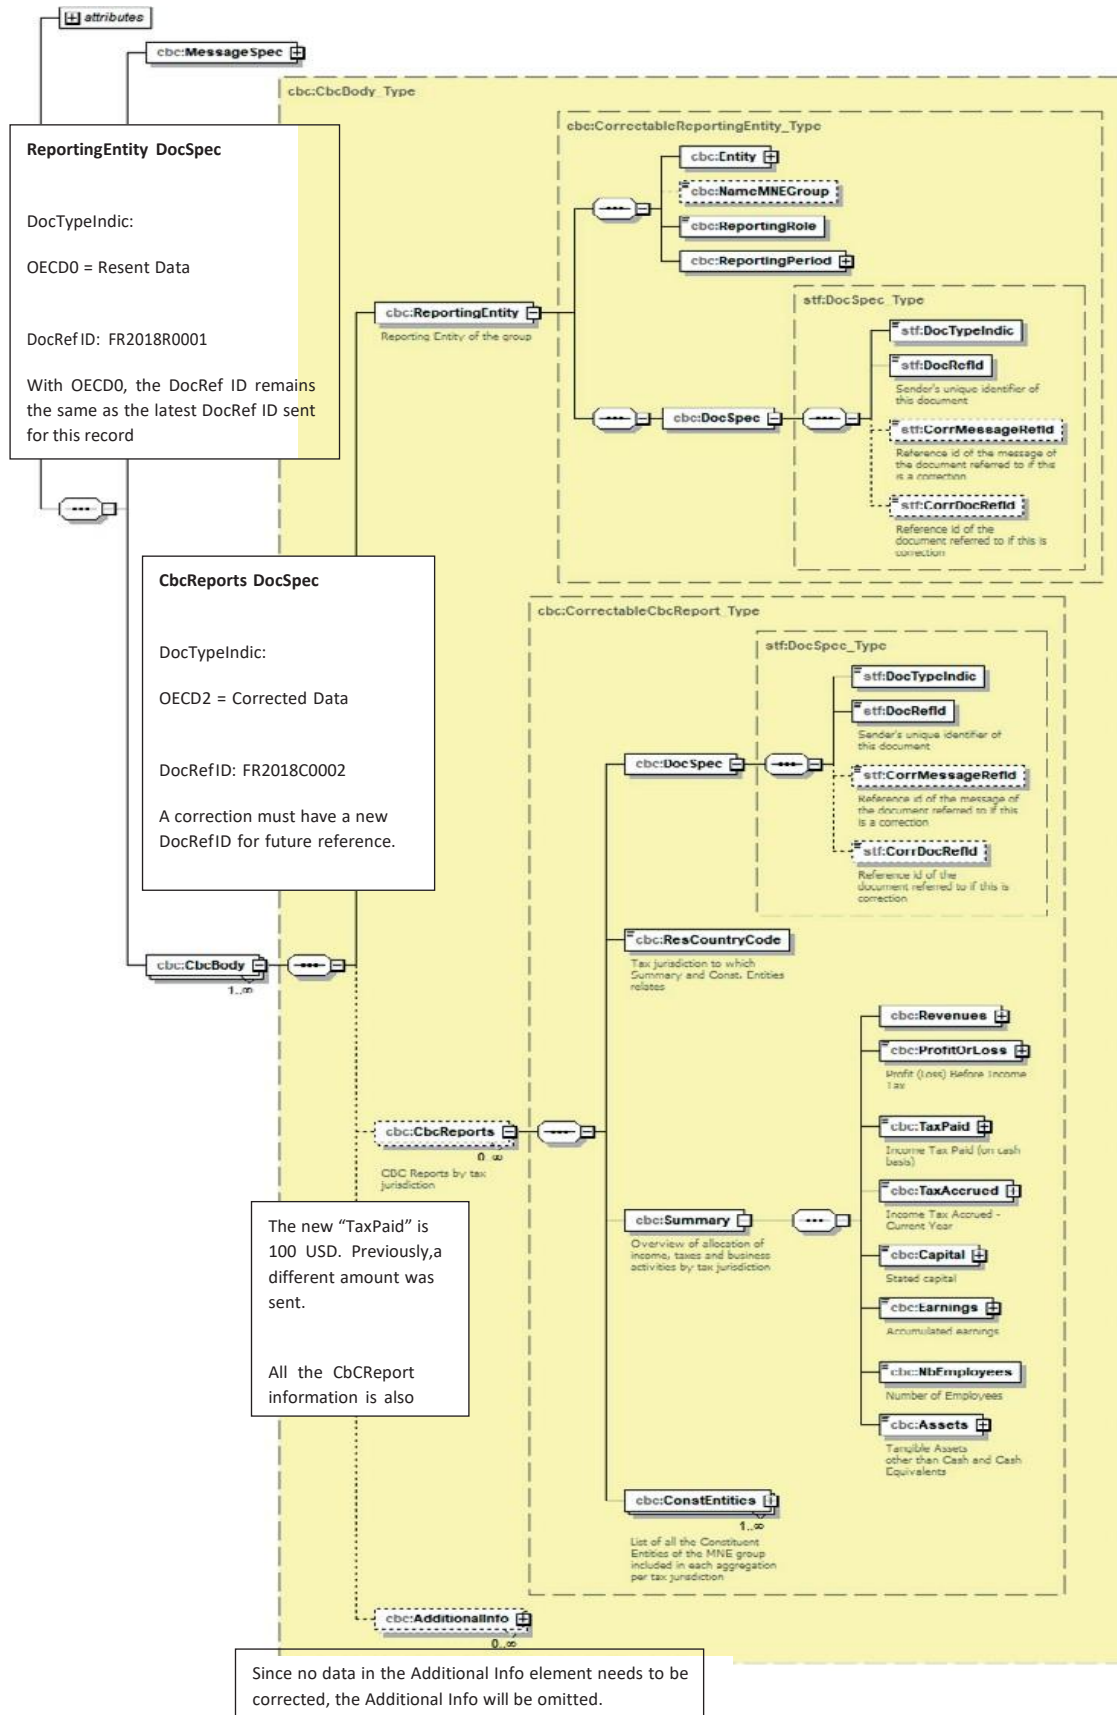 attributes
cbc:MessageSpec
cbc:CbcBody_Type
cbc:CorrectableReportingEntity_Type
ReportingEntity DocSpec
DocTypeIndic:
OECD0 = Resent Data
DocRefID: FR2018R0001
With OECD0, the DocRef ID remains
the same as the latest DocRef ID sent
for this record
cbc:Entity
cbc:NameMNEGroup
cbc:ReportingRole
cbc:ReportingPeriod
cbc:ReportingEntity
Reporting Entity of the group
stf:DocSpec_Type
stf:DocTypeIndic
stf:DocRefId
Sender's unique identifier of
this document
cbc:DocSpec
stf:CorrMessageRefId
Reference id of the message of
the document referred to if this
is a correction
stf:CorrDocRefId
Reference id of the
document referred to if this is
correction
CbcReports DocSpec
DocTypeIndic:
OECD2 = Corrected Data
DocRefID: FR2018C0002
A correction must have a new
DocRefID for future reference.
cbc:CorrectableCbcReport_Type
stf:DocSpec_Type
stf:DocTypeIndic
stf:DocRefId
Sender's unique identifier of
this document
cbc:DocSpec
stf:CorrMessageRefId
Reference id of the message of
the document referred to if this
is a correction
stf:CorrDocRefId
Reference id of the
document referred to if this is
correction
cbc:ResCountryCode
Tax jurisdiction to which
Summary and Const. Entities
relates
cbc:CbcBody
1..∞
cbc:Revenues
cbc:ProfitOrLoss
Profit (Loss) Before Income
Tax
cbc:CbcReports
0..∞
CBC Reports by tax
jurisdiction
cbc:TaxPaid
Income Tax Paid (on cash
basis)
cbc:TaxAccrued
Income Tax Accrued -
Current Year
cbc:Summary
Overview of allocation of
income, taxes and business
activities by tax jurisdiction
cbc:Capital
Stated capital
cbc:Earnings
Accumulated earnings
cbc:NbEmployees
Number of Employees
cbc:Assets
Tangible Assets
other than Cash and Cash
Equivalents
The new “TaxPaid” is
100 USD. Previously,a
different amount was
sent.
All the CbCReport
information is also
cbc:ConstEntities
1..∞
List of all the Constituent
Entities of the MNE group
included in each aggregation
per tax jurisdiction
cbc:AdditionalInfo
0..∞
Since no data in the Additional Info element needs to be
corrected, the Additional Info will be omitted.